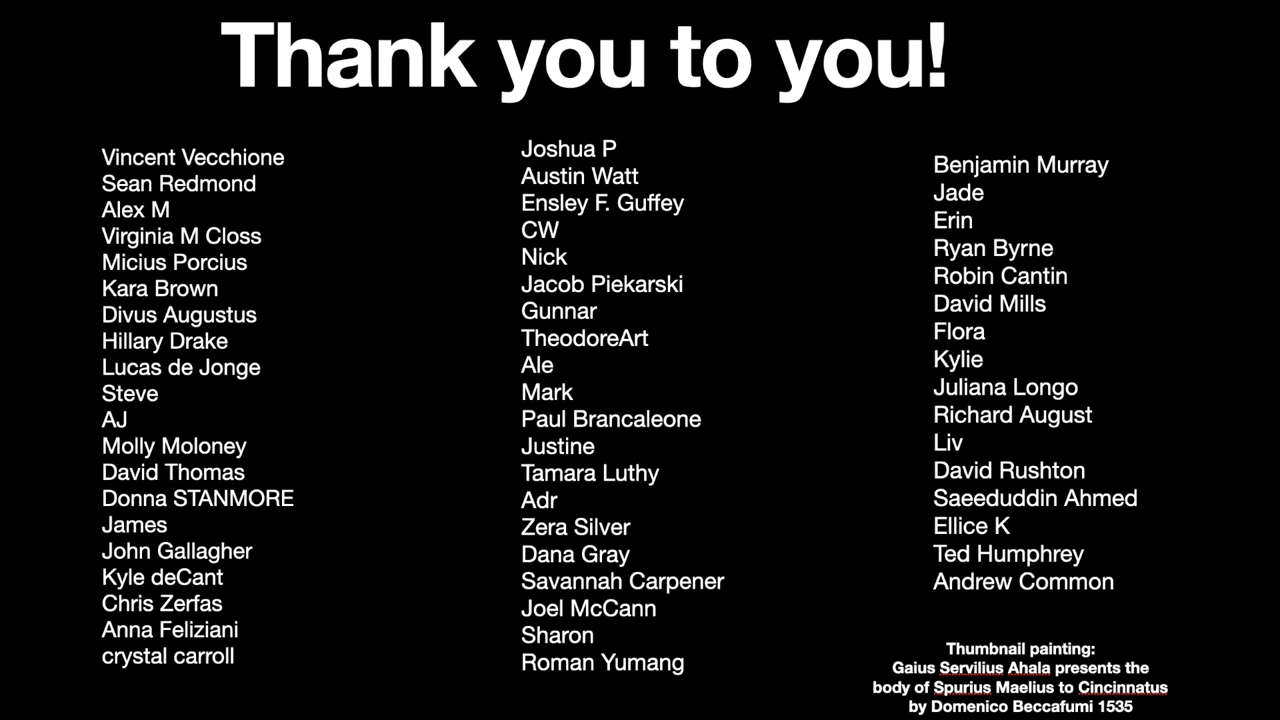 Thank you to you!
Vincent Vecchione
Sean Redmond
Alex M
Virginia M Closs
Micius Porcius
Kara Brown
Divus Augustus
Hillary Drake
Lucas de Jonge
Steve
AJ
Molly Moloney
David Thomas
Donna STANMORE
James
John Gallagher
Kyle deCant
Chris Zerfas
Anna Feliziani
crystal carroll
Joshua P
Austin Watt
Ensley F. Guffey
CW
Nick
Jacob Piekarski
Gunnar
TheodoreArt
Ale
Mark
Paul Brancaleone
Justine
Tamara Luthy
Adr
Zera Silver
Dana Gray
Savannah Carpener
Joel McCann
Sharon
Roman Yumang
Benjamin Murray
Jade
Erin
Ryan Byrne
Robin Cantin
David Mills
Flora
Kylie
Juliana Longo
Richard August
Liv
David Rushton
Saeeduddin Ahmed
Ellice K
Ted Humphrey
Andrew Common
Thumbnail painting:
Gaius Servilius Ahala presents the
body of Spurius Maelius to Cincinnatus
by Domenico Beccafumi 1535